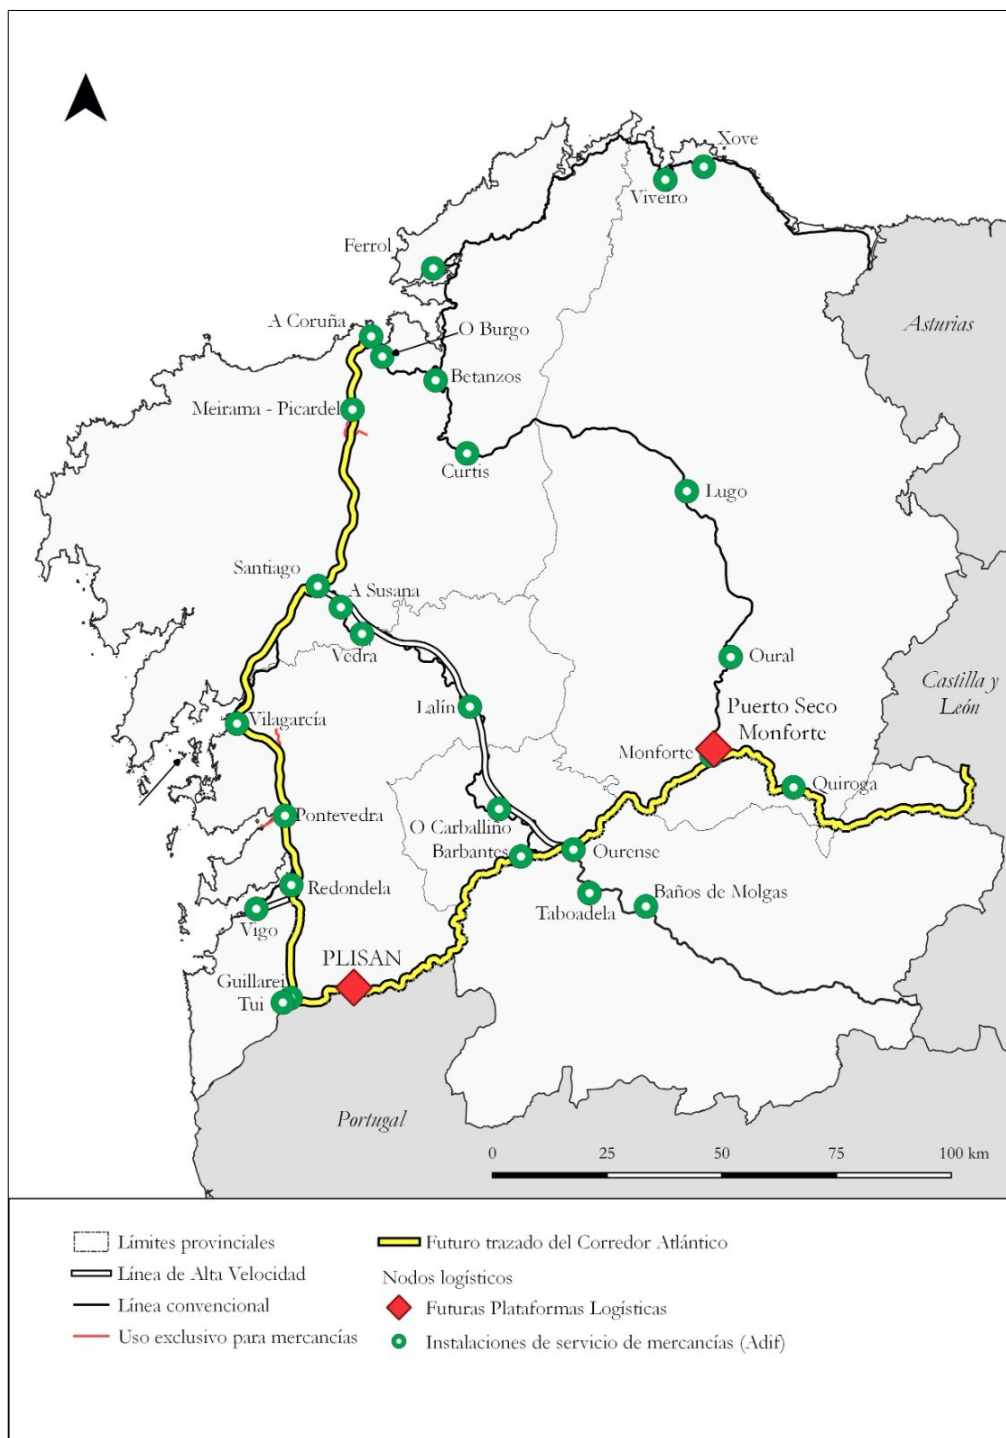 Xove
Viveiro
Ferrol
A Coruña
O Burgo
Asturias
Betanzos
Meirama - Picardel
Curtis
Lugo
Santiago
A Susana
Vedra
Oural
Castilla y
León
Lalín
Puerto Seco
Monforte
Vilagarcía
Monforte
Quiroga
Pontevedra
O Carballiño
Barbantes
Ourense
Redondela
Baños de Molgas
Taboadela
Vigo
PLISAN
Guillarei
Tui
Portugal
0 25 50 75 100 km
Límites provinciales
Línea de Alta Velocidad
Línea convencional
Uso exclusivo para mercancías
Futuro trazado del Corredor Atlántico
Nodos logísticos
Futuras Plataformas Logísticas
Instalaciones de servicio de mercancías (Adif)